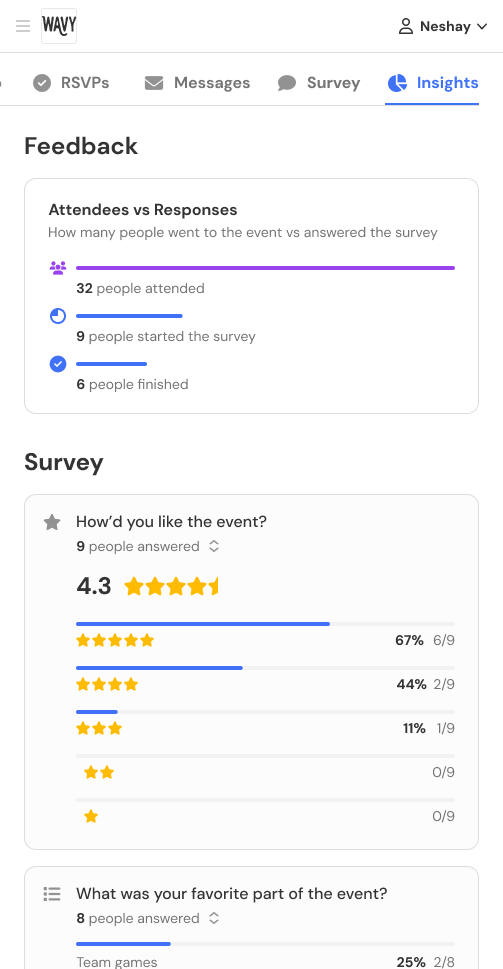 WAVY
Neshay
RSVPs
Messages
Survey
Insights
Feedback
Attendees vs Responses
How many people went to the event vs answered the survey
32 people attended
9 people started the survey
6 people finished
Survey
How’d you like the event?
9 people answered
4.3
67% 6/9
44% 2/9
11% 1/9
0/9
0/9
What was your favorite part of the event?
8 people answered
Team games 25% 2/8